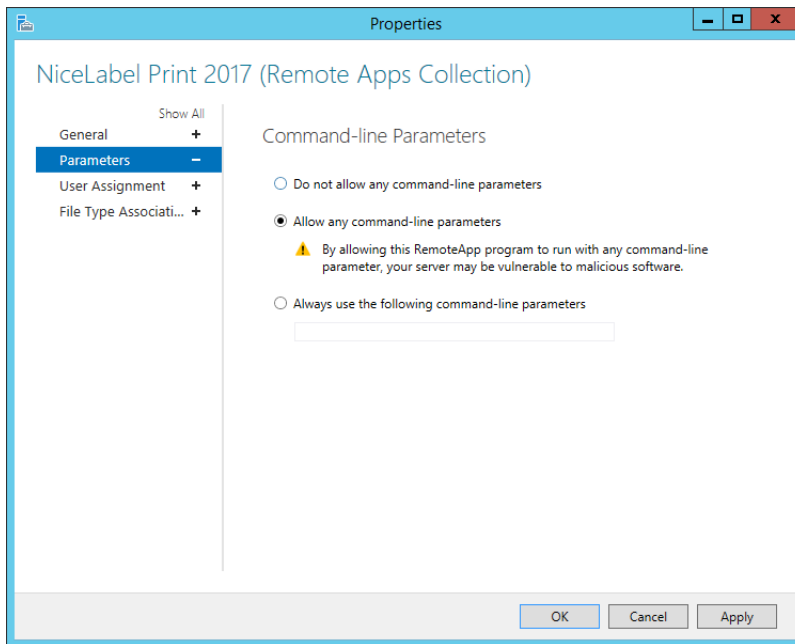 Properties
NiceLabel Print 2017 (Remote Apps Collection)
Show All
General
Parameters
User Assignment
File Type Associati...
Command-line Parameters
Do not allow any command-line parameters
Allow any command-line parameters
By allowing this RemoteApp program to run with any command-line
parameter, your server may be vulnerable to malicious software.
Always use the following command-line parameters
OK
Cancel
Apply